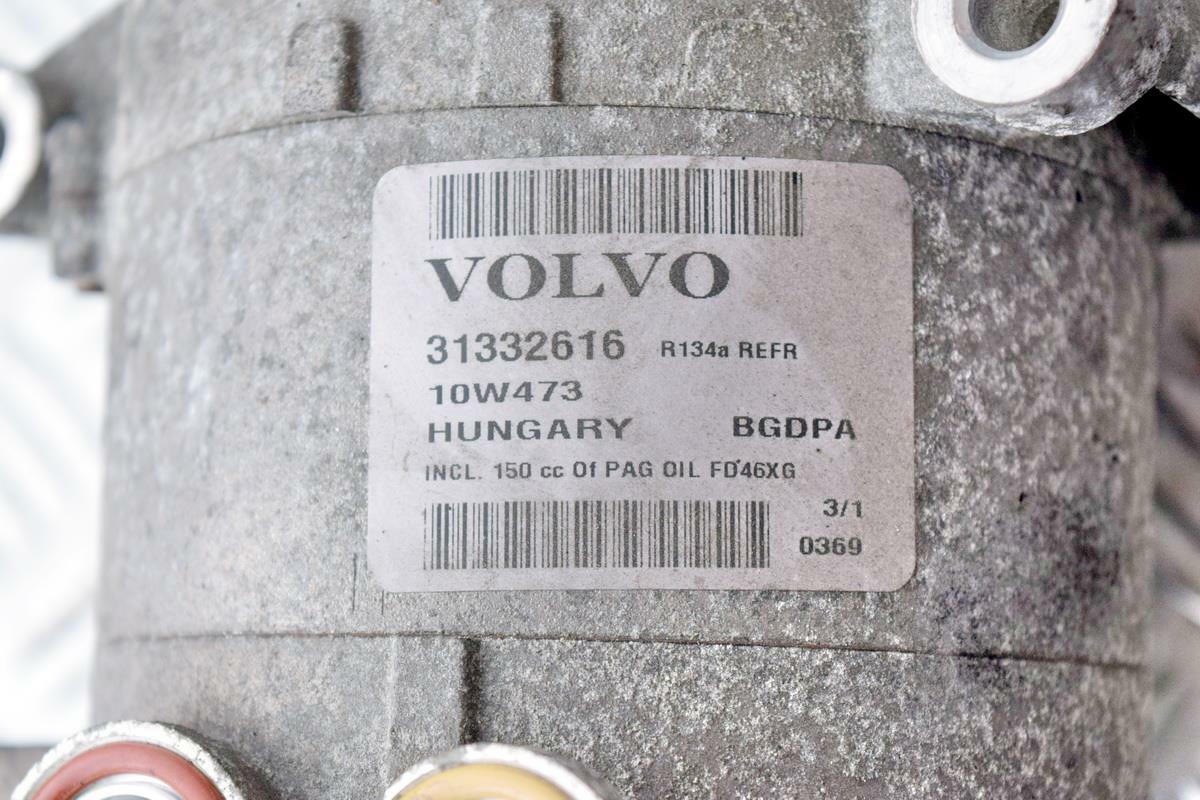 VOLVO
31332616 R134a REFR
10W473
HUNGARY BGDPA
INCL. 150 cc Of PAG OIL FD46XG
3/1
0369